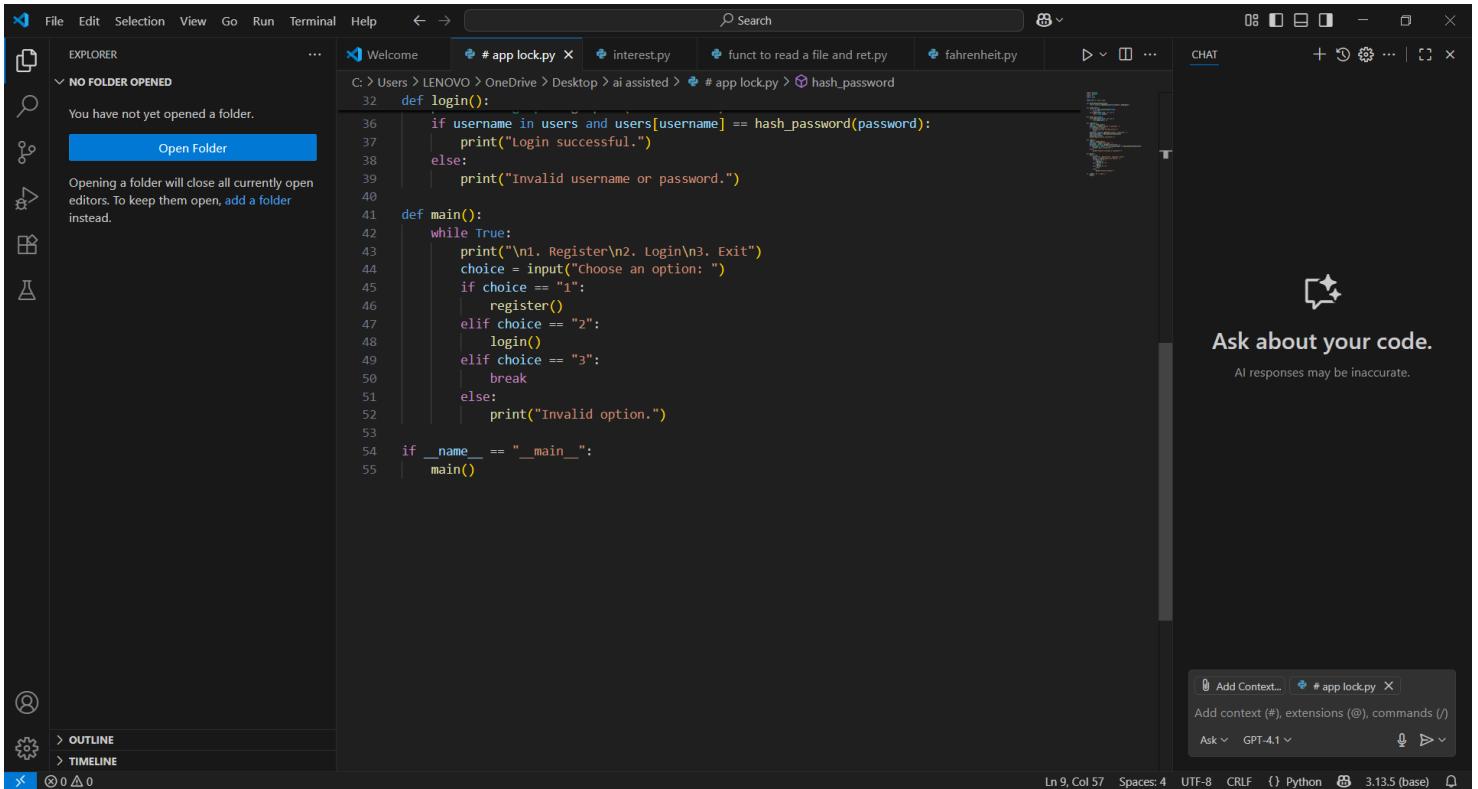 File Edit Selection View Go Run Terminal Help
Search
EXPLORER
NO FOLDER OPENED
You have not yet opened a folder.
Open Folder
Opening a folder will close all currently open
editors. To keep them open, add a folder
instead.
OUTLINE
TIMELINE
Welcome # app lock.py interest.py funct to read a file and ret.py fahrenheit.py
C: > Users > LENOVO > OneDrive > Desktop > ai assisted > # app lock.py > hash_password
32 def login():
36 if username in users and users[username] == hash_password(password):
37 print("Login successful.")
38 else:
39 print("Invalid username or password.")
40
41 def main():
42 while True:
43 print("\n1. Register\n2. Login\n3. Exit")
44 choice = input("Choose an option: ")
45 if choice == "1":
46 register()
47 elif choice == "2":
48 login()
49 elif choice == "3":
50 break
51 else:
52 print("Invalid option.")
53
54 if __name__ == "__main__":
55 main()
CHAT
Ask about your code.
AI responses may be inaccurate.
Add Context... # app lock.py
Add context (#), extensions (@), commands (/)
Ask GPT-4.1
0 0 Ln 9, Col 57 Spaces: 4 UTF-8 CRLF {} Python 3.13.5 (base)